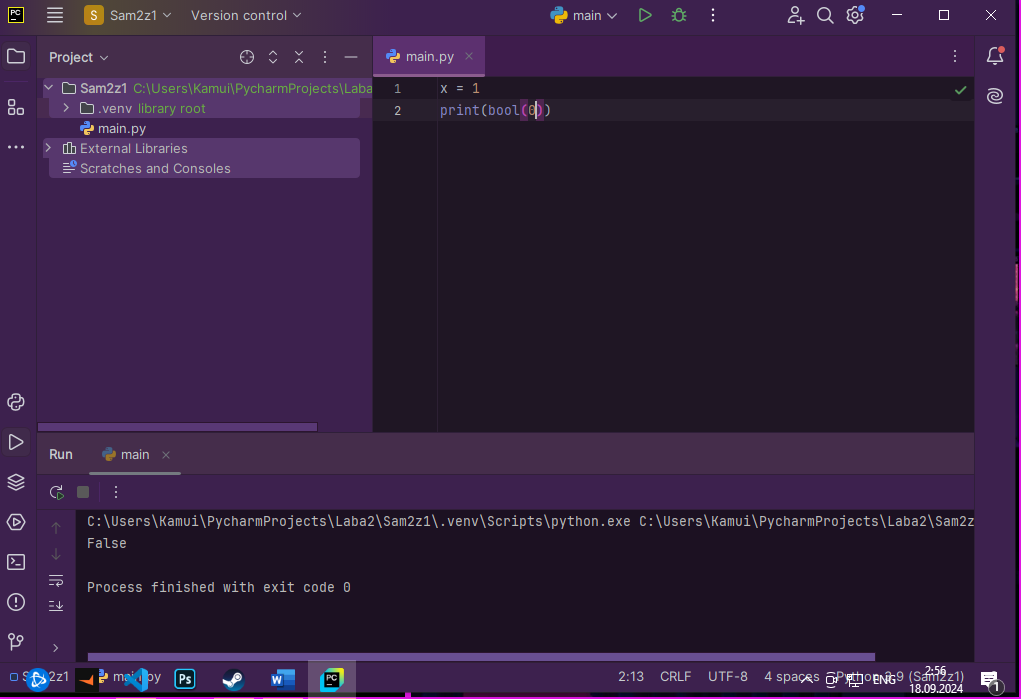 PC S Sam2z1 Version control main
Project
Sam2z1 C:\Users\Kamui\PycharmProjects\Laba
.venv library root
main.py
External Libraries
Scratches and Consoles
main.py
1 x = 1
2 print(bool(0))
Run main
C:\Users\Kamui\PycharmProjects\Laba2\Sam2z1\.venv\Scripts\python.exe C:\Users\Kamui\PycharmProjects\Laba2\Sam2z
False
Process finished with exit code 0
2:13 CRLF UTF-8 4 spaces Python 3.9 (Sam2z1)
Ps W PC ENG 2:56
18.09.2024 1